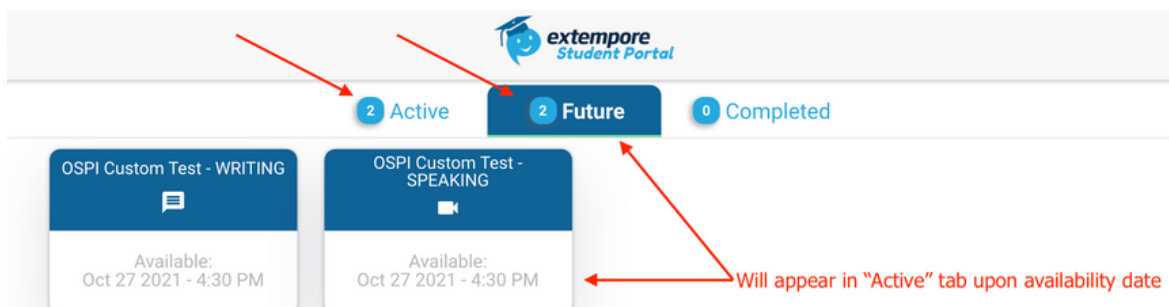 extempore
Student Portal
2 Active
2 Future
0 Completed
OSPI Custom Test - WRITING
Available:
Oct 27 2021 - 4:30 PM
OSPI Custom Test -
SPEAKING
Available:
Oct 27 2021 - 4:30 PM
Will appear in “Active” tab upon availability date